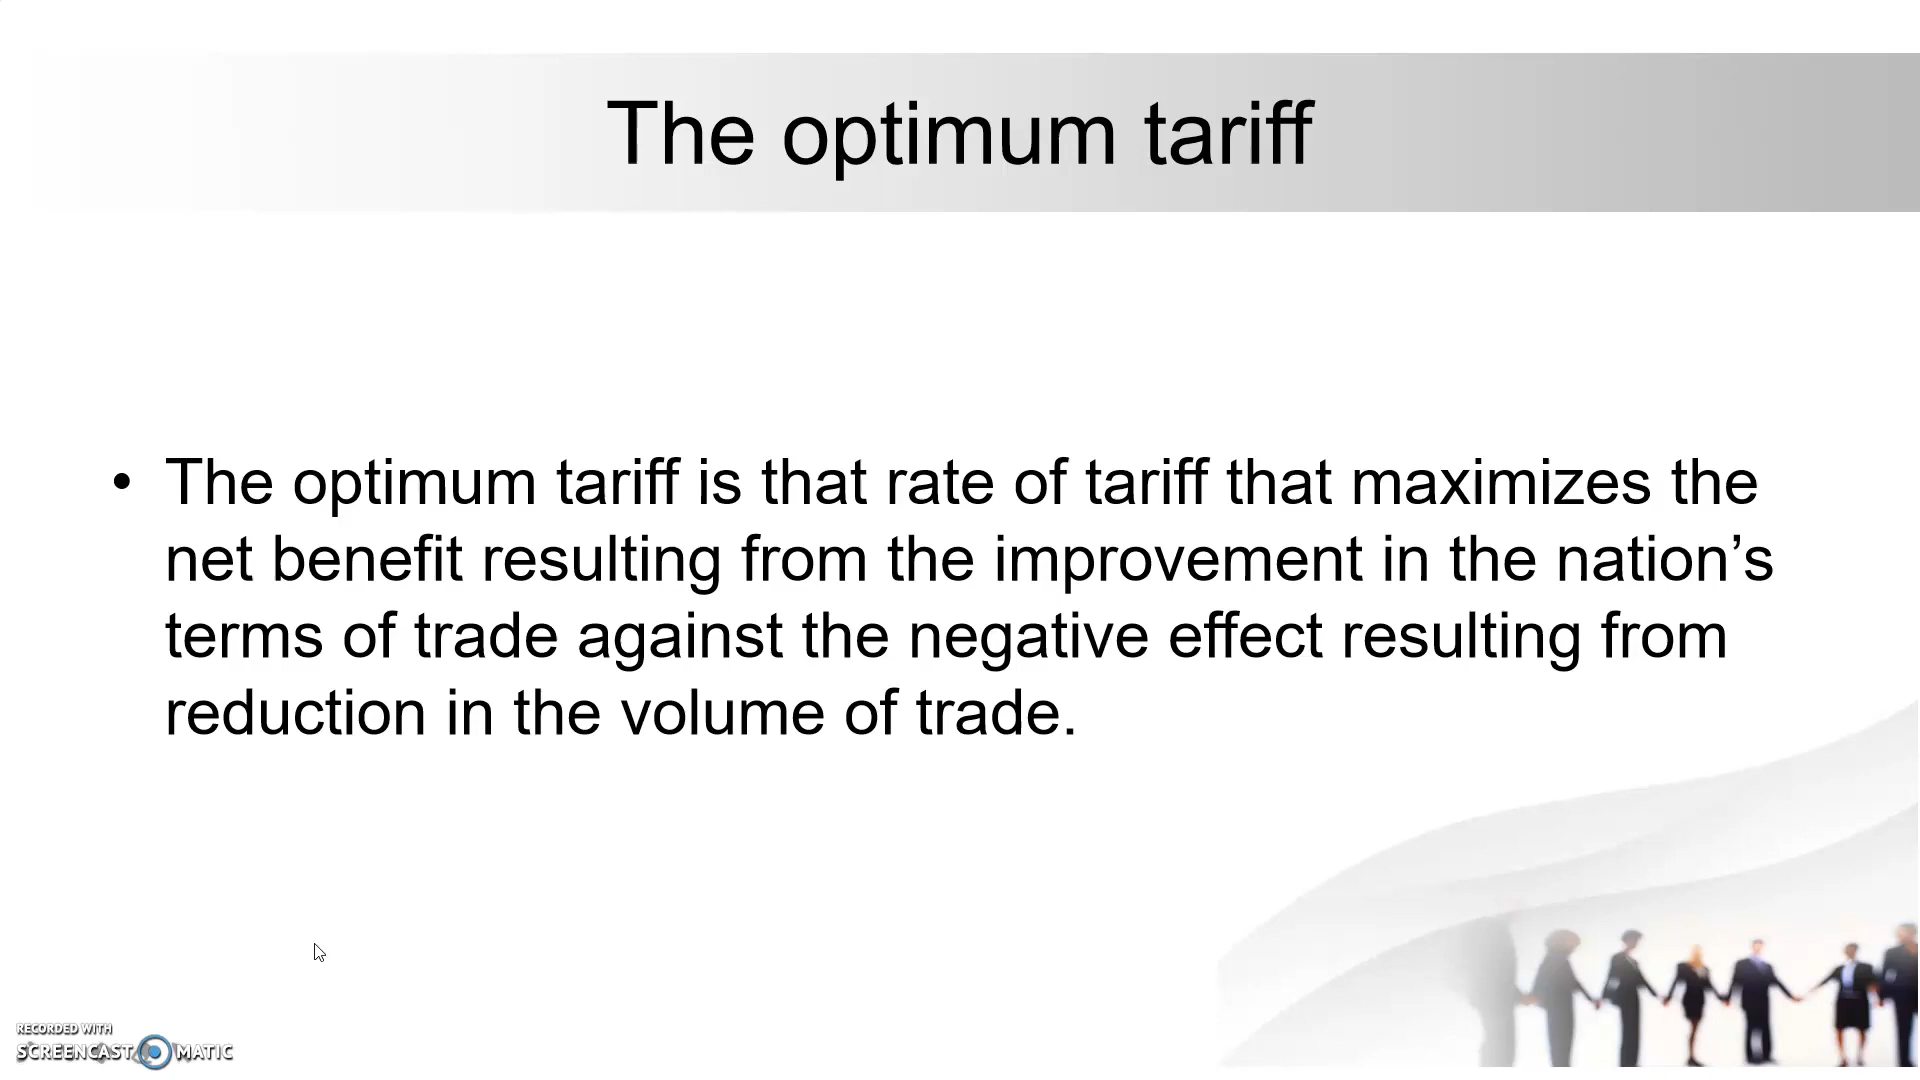 The optimum tariff
• The optimum tariff is that rate of tariff that maximizes the
net benefit resulting from the improvement in the nation’s
terms of trade against the negative effect resulting from
reduction in the volume of trade.
RECORDED WITH
SCREENCAST MATIC